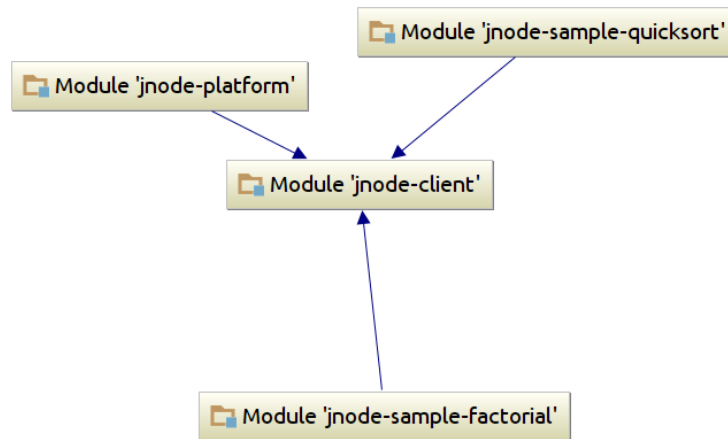 Module 'jnode-sample-quicksort'
Module 'jnode-platform'
Module 'jnode-client'
Module 'jnode-sample-factorial'